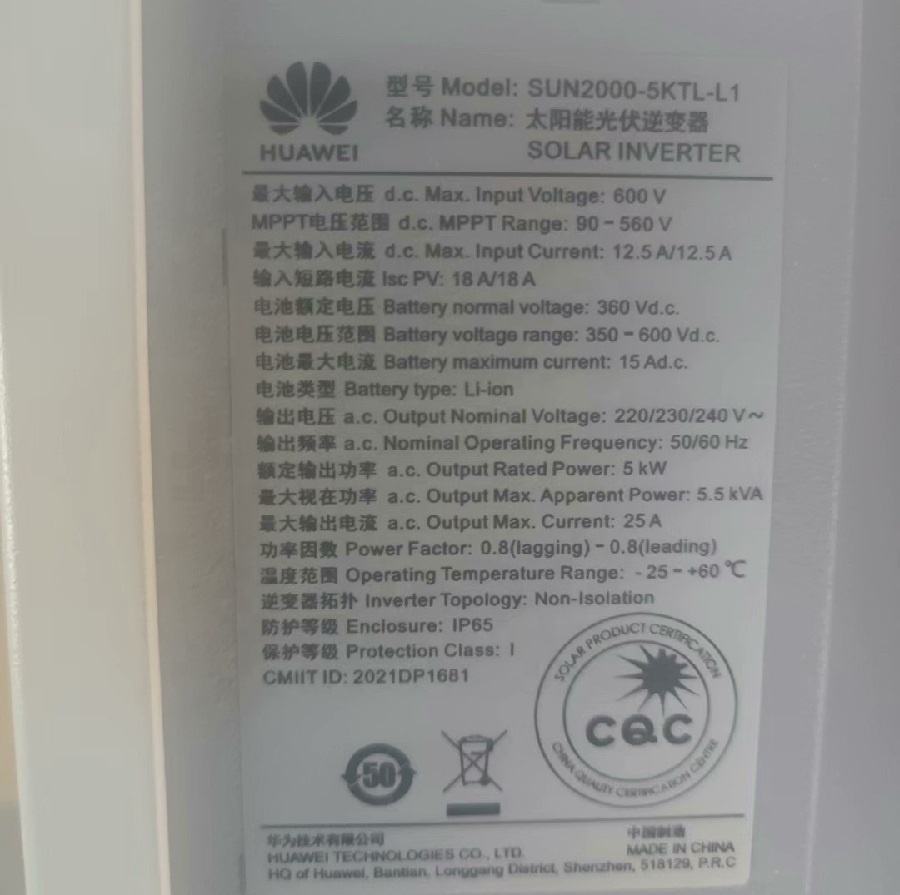 型号 Model: SUN2000-5KTL-L1
名称 Name: 太阳能光伏逆变器
HUAWEI
SOLAR INVERTER
最大输入电压 d.c. Max. Input Voltage: 600 V
MPPT电压范围 d.c. MPPT Range: 90 - 560 V
最大输入电流 d.c. Max. Input Current: 12.5 A/12.5 A
输入短路电流 Isc PV: 18 A/18 A
电池额定电压 Battery normal voltage: 360 Vd.c.
电池电压范围 Battery voltage range: 350 - 600 Vd.c.
电池最大电流 Battery maximum current: 15 Ad.c.
电池类型 Battery type: Li-ion
输出电压 a.c. Output Nominal Voltage: 220/230/240 V~
输出频率 a.c. Nominal Operating Frequency: 50/60 Hz
额定输出功率 a.c. Output Rated Power: 5 kW
最大视在功率 a.c. Output Max. Apparent Power: 5.5 kVA
最大输出电流 a.c. Output Max. Current: 25 A
功率因数 Power Factor: 0.8(lagging) - 0.8(leading)
温度范围 Operating Temperature Range: - 25 - +60 ℃
逆变器拓扑 Inverter Topology: Non-Isolation
防护等级 Enclosure: IP65
保护等级 Protection Class: I
CMIIT ID: 2021DP1681
SOLAR PRODUCT CERTIFICATION
CQC
CHINA QUALITY CERTIFICATION CENTRE
50
华为技术有限公司
中国制造
HUAWEI TECHNOLOGIES CO., LTD.
MADE IN CHINA
HQ of Huawei, Bantian, Longgang District, Shenzhen, 518129, P.R.C